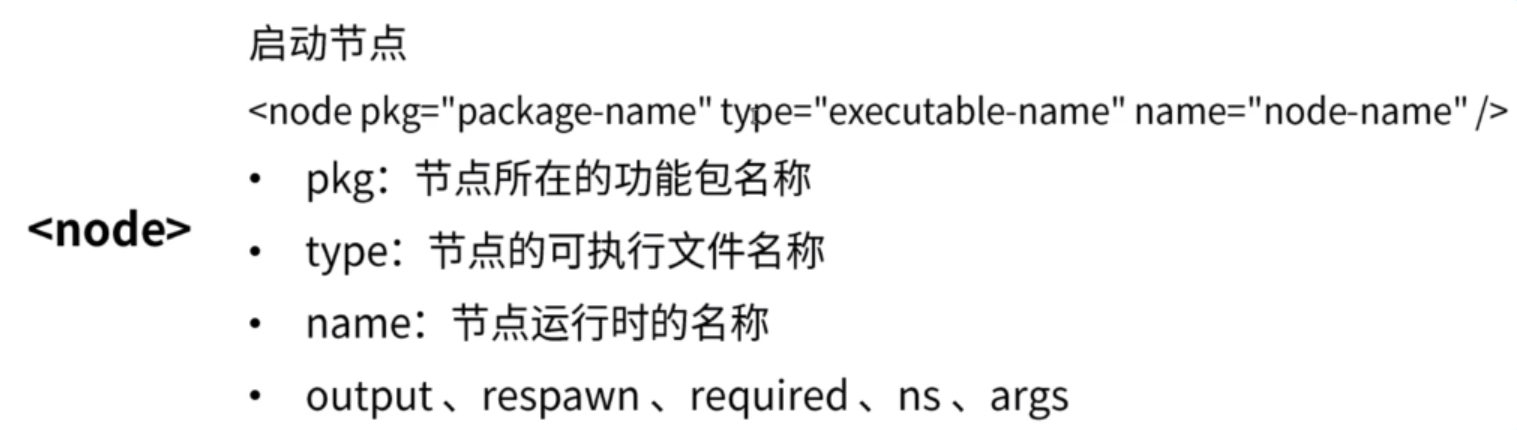 启动节点
<node pkg="package-name" type="executable-name" name="node-name" />
• pkg：节点所在的功能包名称
<node>
• type：节点的可执行文件名称
• name：节点运行时的名称
• output 、respawn 、required 、ns 、args